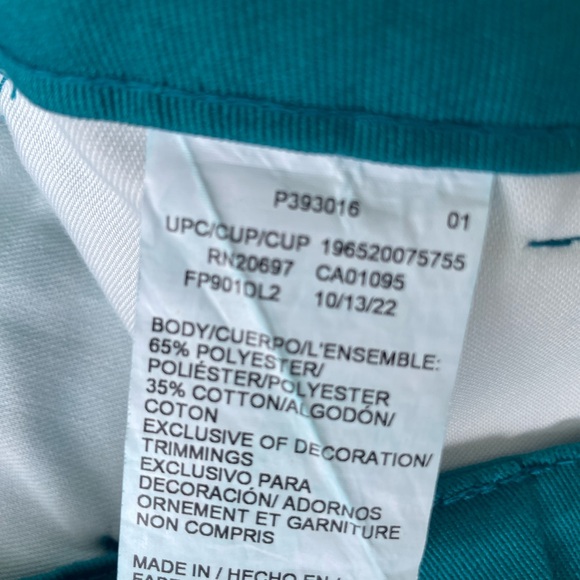 P393016 01
UPC/CUP/CUP 196520075755
RN20697 CA01095
FP901DL2 10/13/22
BODY/CUERPO/L'ENSEMBLE:
65% POLYESTER/
POLIÉSTER/POLYESTER
35% COTTON/ALGODÓN/
COTON
EXCLUSIVE OF DECORATION/
TRIMMINGS
EXCLUSIVO PARA
DECORACIÓN/ ADORNOS
ORNEMENT ET GARNITURE
NON COMPRIS
MADE IN / HECHO EN /